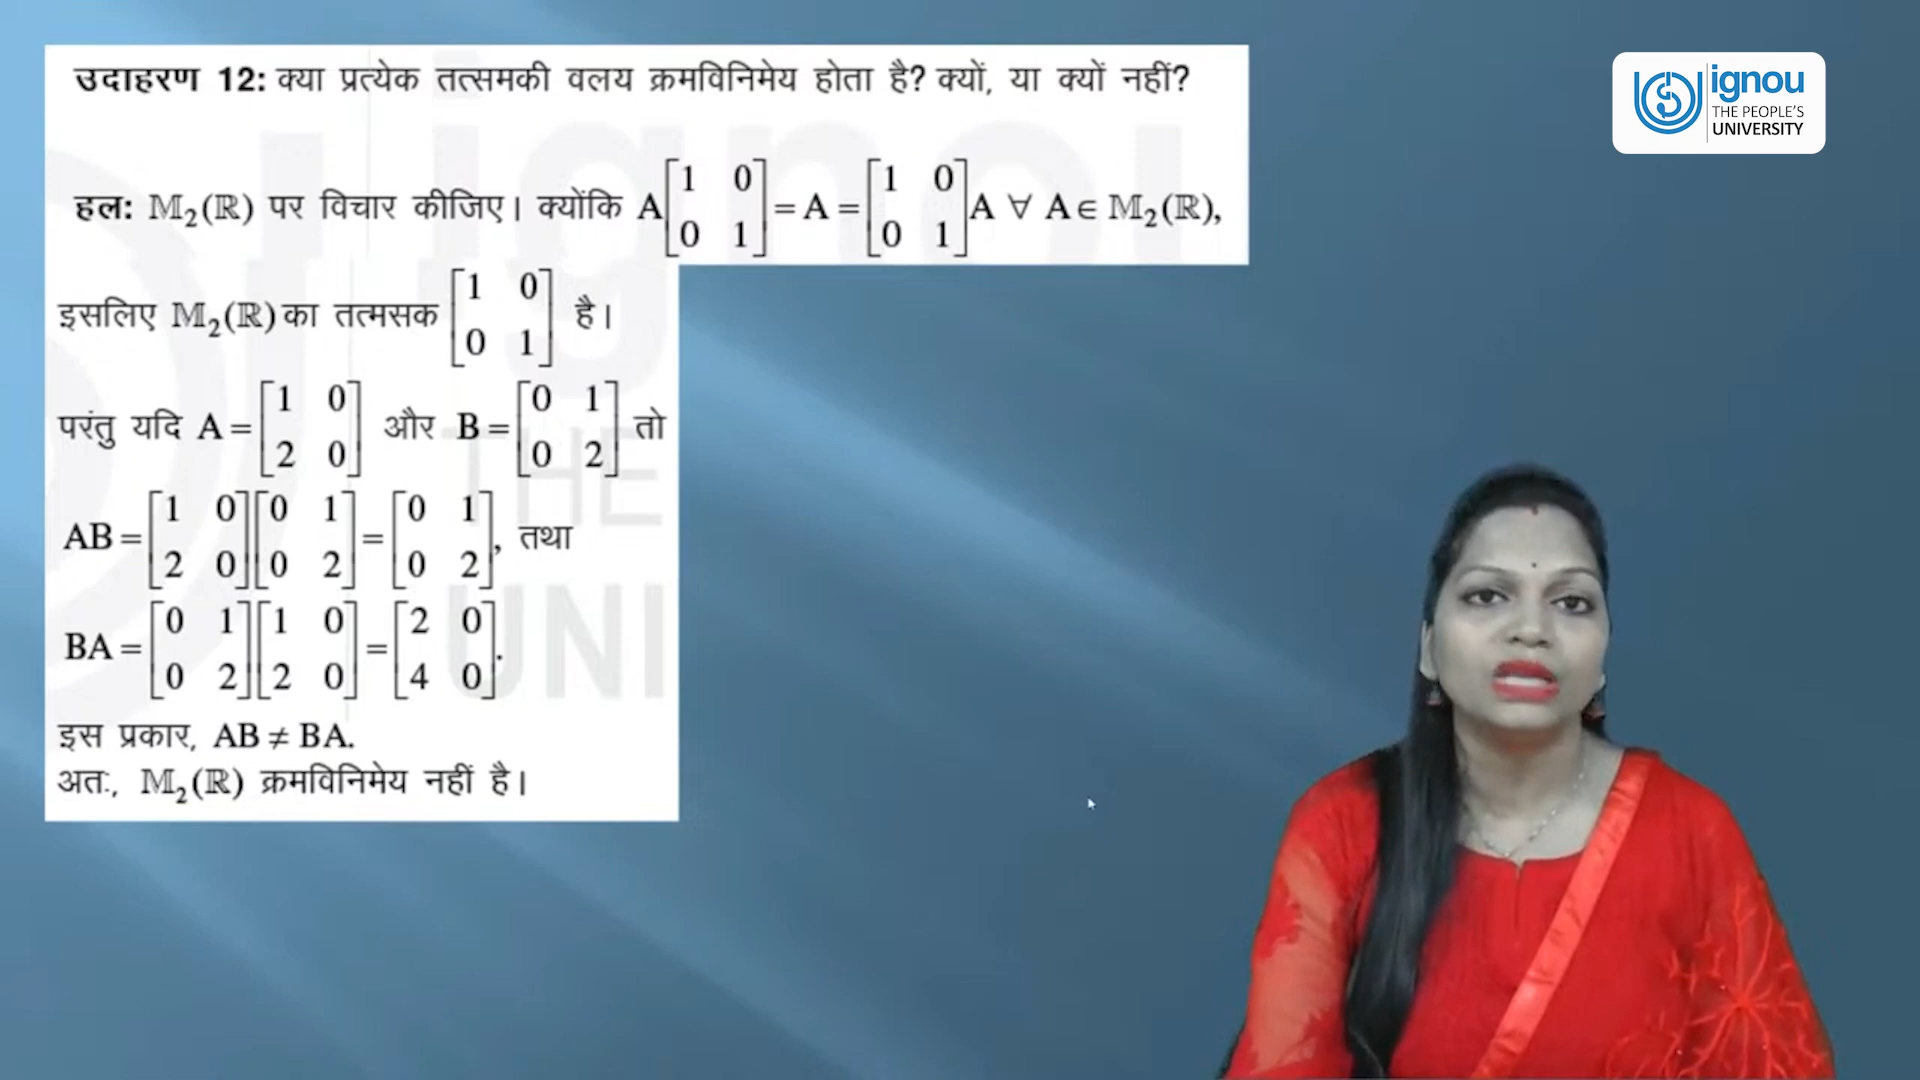 उदाहरण 12: क्या प्रत्येक तत्समकी वलय क्रमविनिमेय होता है? क्यों, या क्यों नहीं?
हल: M₂(ℝ) पर विचार कीजिए। क्योंकि A[1 0; 0 1] = A = [1 0; 0 1]A ∀ A ∈ M₂(ℝ),
इसलिए M₂(ℝ) का तत्मसक [1 0; 0 1] है।
परंतु यदि A = [1 0; 2 0] और B = [0 1; 0 2] तो
AB = [1 0; 2 0][0 1; 0 2] = [0 1; 0 2], तथा
BA = [0 1; 0 2][1 0; 2 0] = [2 0; 4 0].
इस प्रकार, AB ≠ BA.
अतः, M₂(ℝ) क्रमविनिमेय नहीं है।
ignou
THE PEOPLE'S
UNIVERSITY